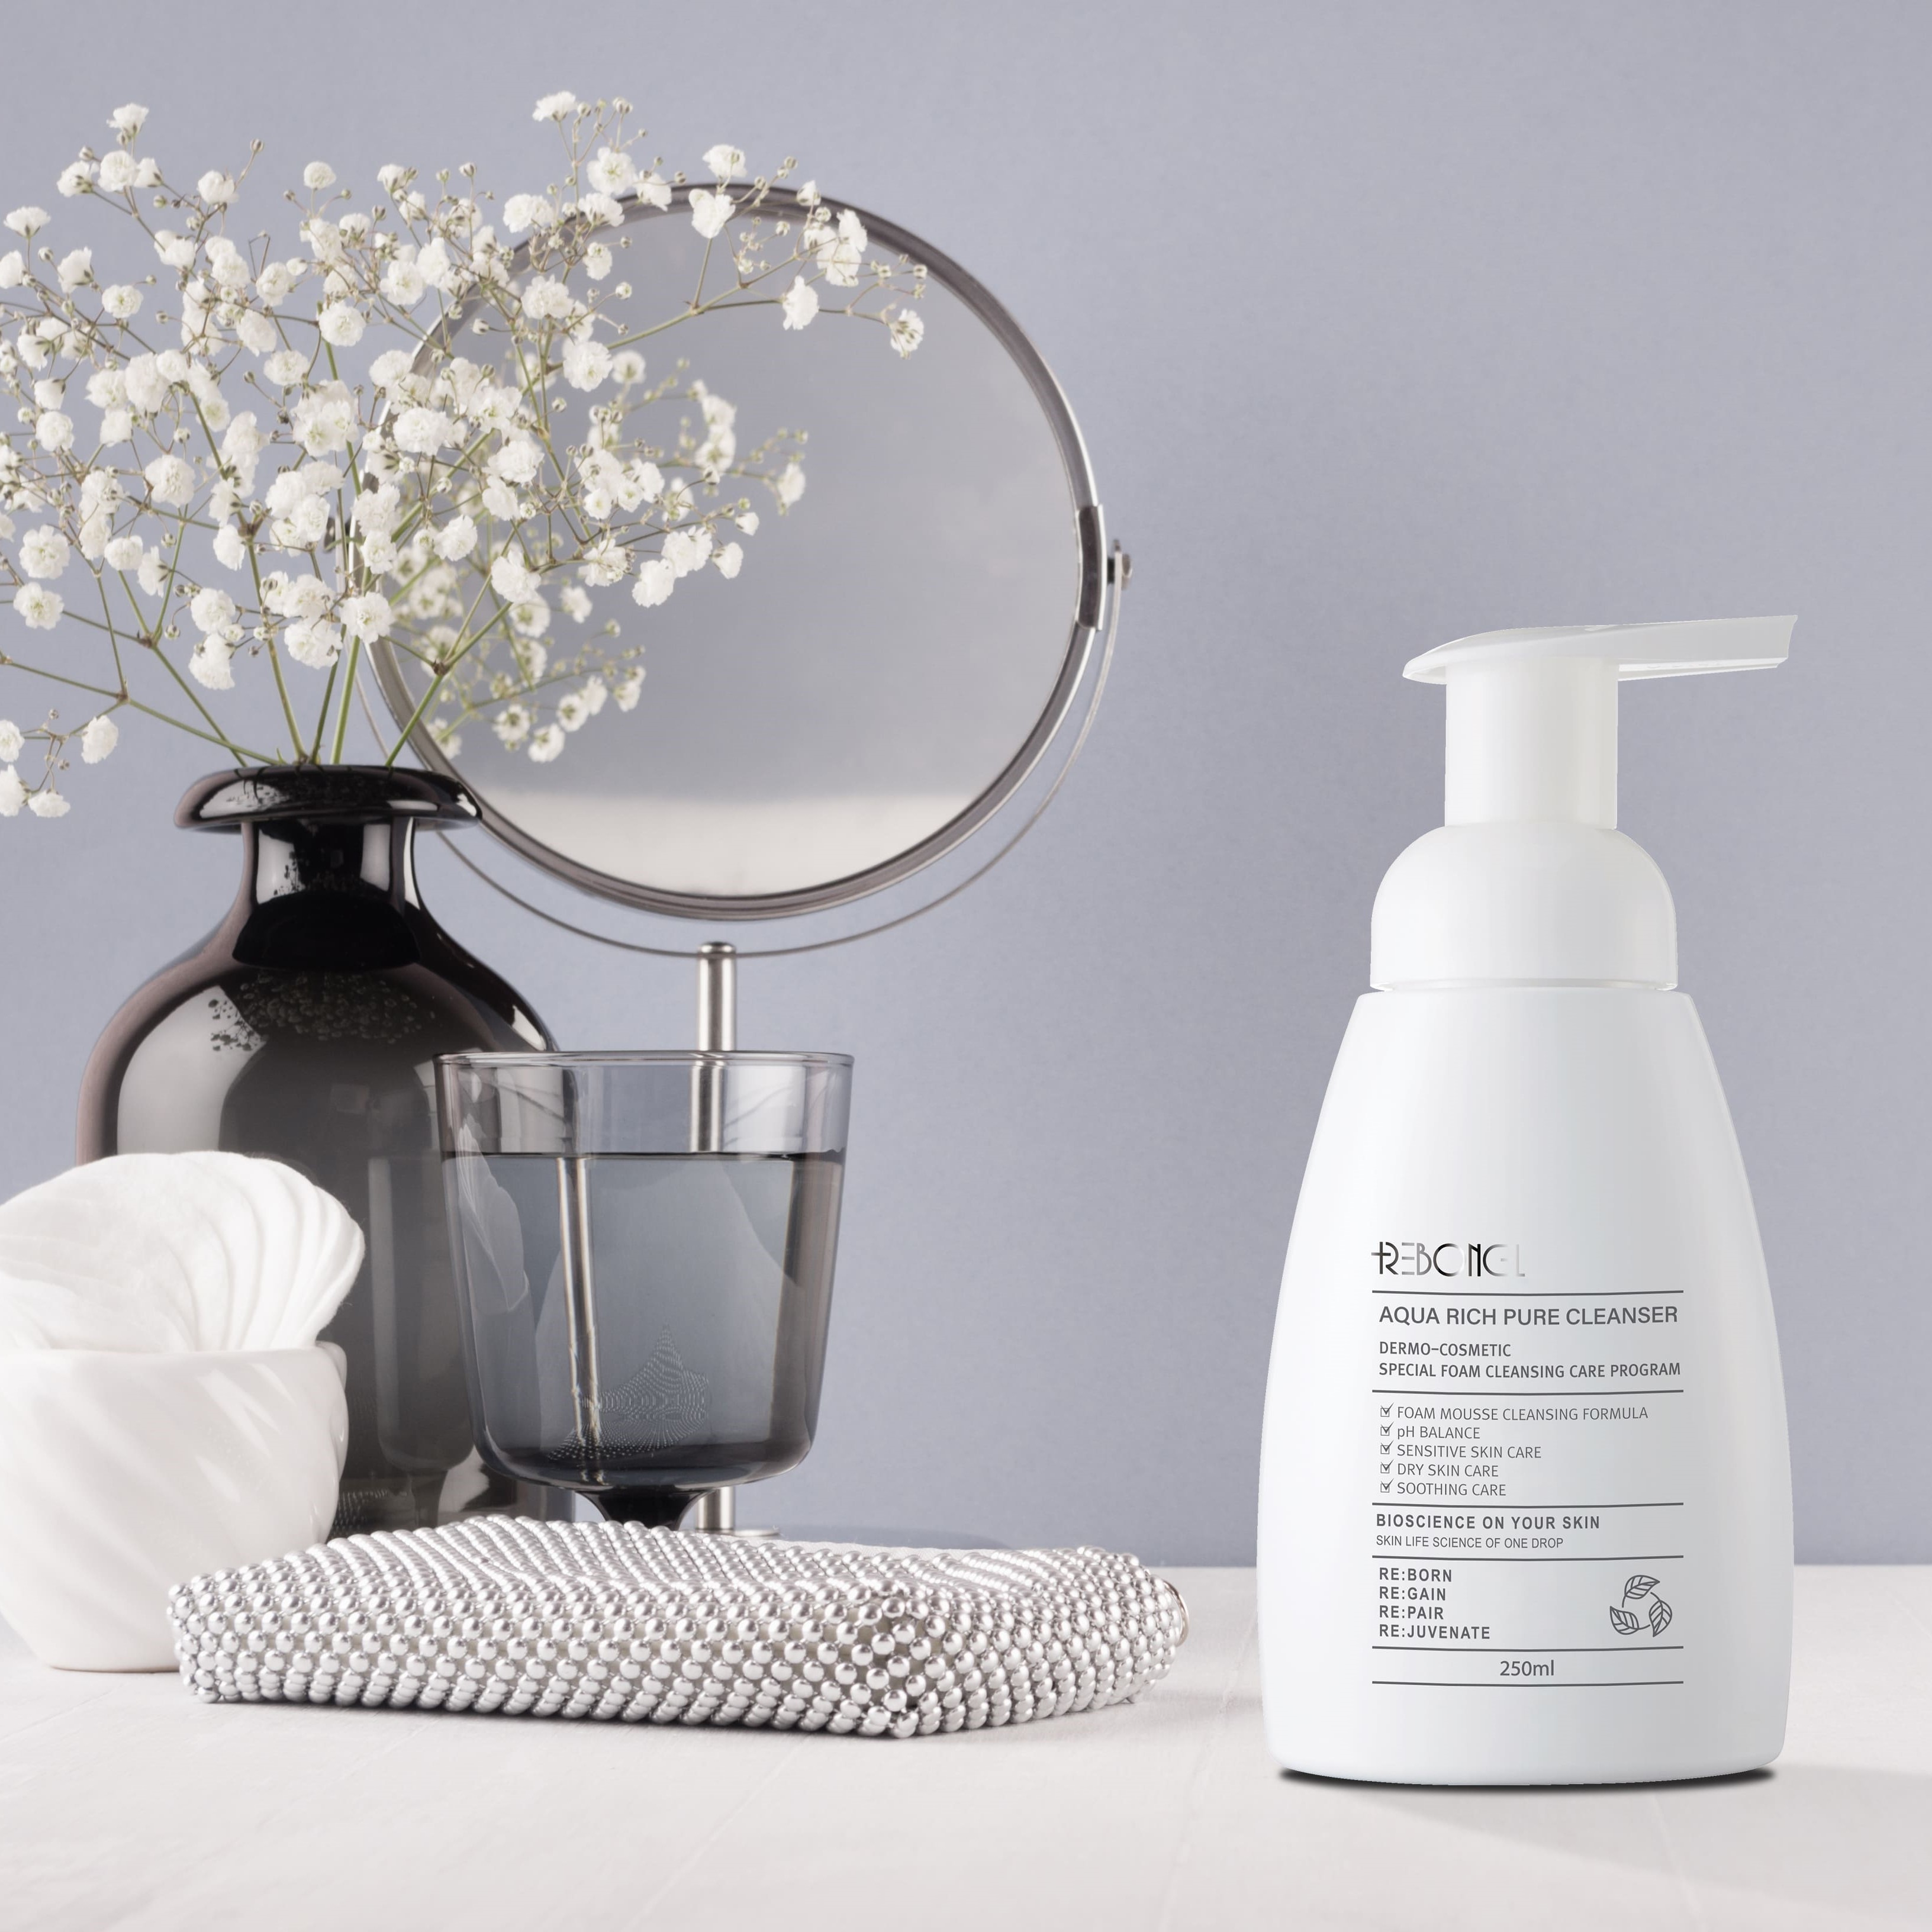 REBONCEL
AQUA RICH PURE CLEANSER
DERMO-COSMETIC
SPECIAL FOAM CLEANSING CARE PROGRAM
FOAM MOUSSE CLEANSING FORMULA
pH BALANCE
SENSITIVE SKIN CARE
DRY SKIN CARE
SOOTHING CARE
BIOSCIENCE ON YOUR SKIN
SKIN LIFE SCIENCE OF ONE DROP
RE:BORN
RE:GAIN
RE:PAIR
RE:JUVENATE
250ml